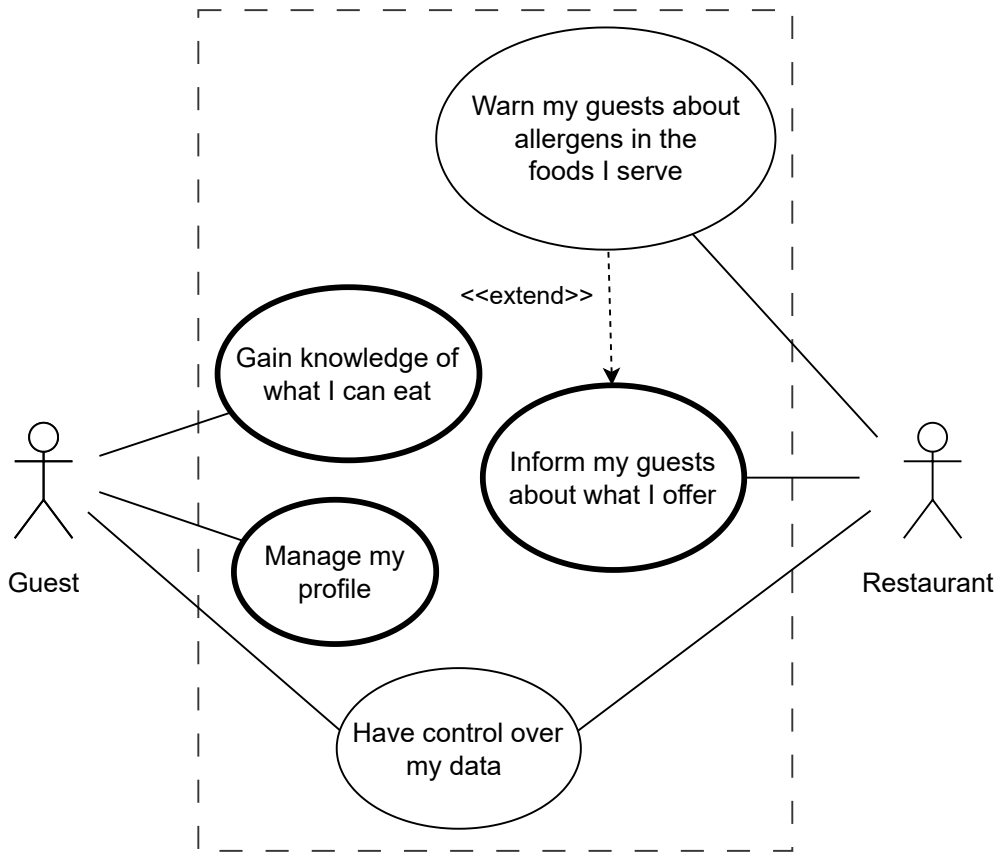 Warn my guests about
allergens in the
foods I serve
<<extend>>
Gain knowledge of
what I can eat
Inform my guests
about what I offer
Manage my
profile
Guest
Restaurant
Have control over
my data